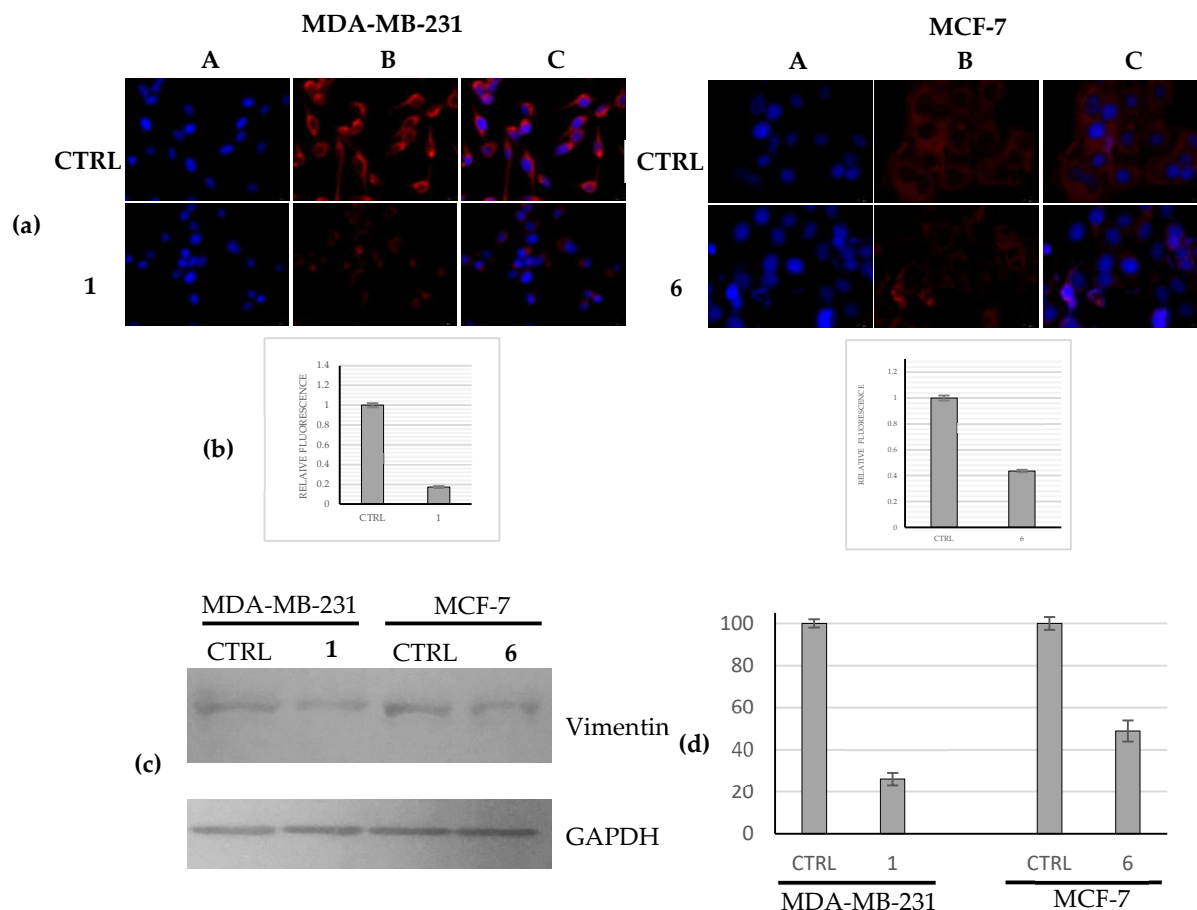 MDA-MB-231
A B C
CTRL
1
MCF-7
A B C
CTRL
6
(a)
(b)
RELAIVE FLUORESCENCE
1.4
1.2
1
0.8
0.6
0.4
0.2
0
CTRL 1
RELATIVE FLUORESCENCE
1.2
1
0.8
0.6
0.4
0.2
0
CTRL 6
(c)
MDA-MB-231 MCF-7
CTRL 1 CTRL 6
Vimentin
GAPDH
(d)
100
80
60
40
20
0
CTRL 1 CTRL 6
MDA-MB-231 MCF-7